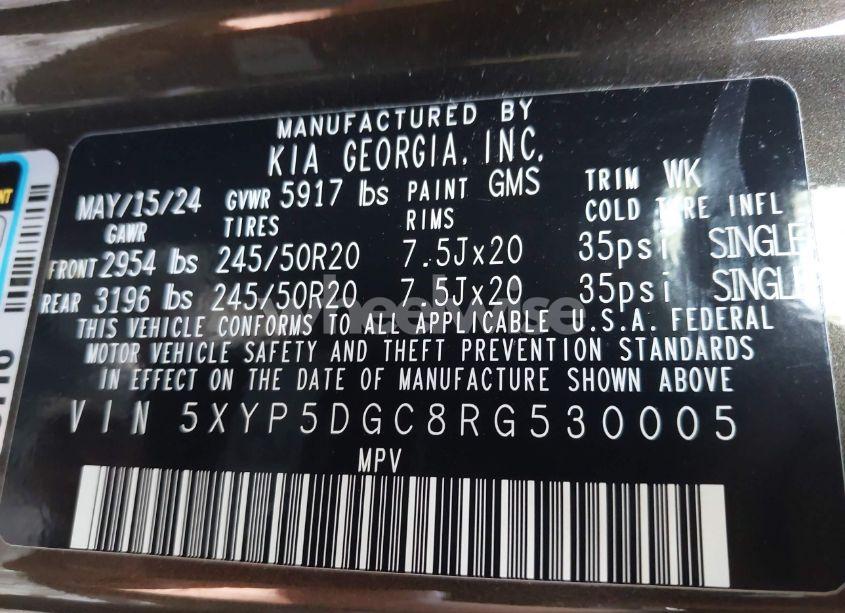 MANUFACTURED BY
KIA GEORGIA, INC.
MAY/15/24 GVWR 5917 lbs PAINT GMS TRIM WK
GAWR TIRES RIMS COLD TIRE INFL
FRONT 2954 lbs 245/50R20 7.5Jx20 35psi SINGLE
REAR 3196 lbs 245/50R20 7.5Jx20 35psi SINGLE
THIS VEHICLE CONFORMS TO ALL APPLICABLE U.S.A. FEDERAL
MOTOR VEHICLE SAFETY AND THEFT PREVENTION STANDARDS
IN EFFECT ON THE DATE OF MANUFACTURE SHOWN ABOVE
VIN 5XYP5DGC8RG530005
MPV